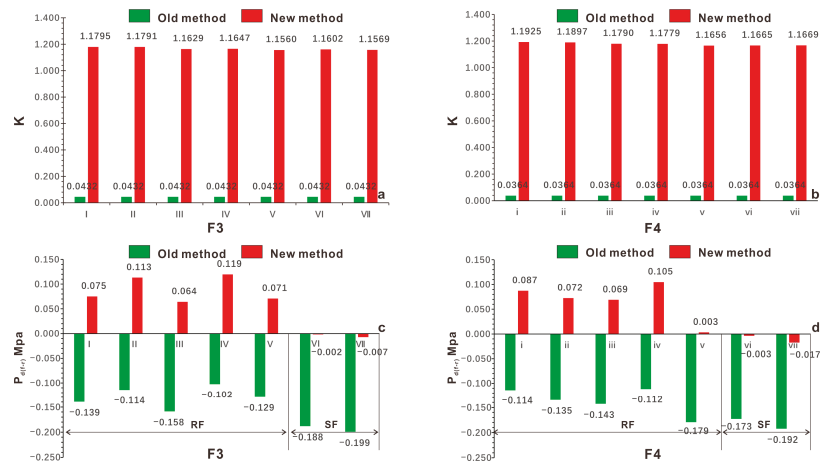 Old method New method
1.400
1.200
1.000
0.800
0.600
0.400
0.200
0.000
K
1.1795 1.1791 1.1629 1.1647 1.1560 1.1602 1.1569
0.0432 0.0432 0.0432 0.0432 0.0432 0.0432 0.0432
a
I II III IV V VI VII
F3
Old method New method
1.400
1.200
1.000
0.800
0.600
0.400
0.200
0.000
K
1.1925 1.1897 1.1790 1.1779 1.1656 1.1665 1.1669
0.0364 0.0364 0.0364 0.0364 0.0364 0.0364 0.0364
b
i ii iii iv v vi vii
F4
Old method New method
0.150
0.100
0.050
0.000
−0.050
−0.100
−0.150
−0.200
−0.250
P d(f-r) Mpa
0.075 0.113 0.064 0.119 0.071
c
I II III IV V VI VII
−0.002 −0.007
−0.139 −0.114 −0.158 −0.102 −0.129 −0.188 −0.199
RF SF
F3
Old method New method
0.150
0.100
0.050
0.000
−0.050
−0.100
−0.150
−0.200
−0.250
P d(f-r) Mpa
0.087 0.072 0.069 0.105 0.003
d
i ii iii iv v vi vii
−0.003 −0.017
−0.114 −0.135 −0.143 −0.112 −0.179 −0.173 −0.192
RF SF
F4